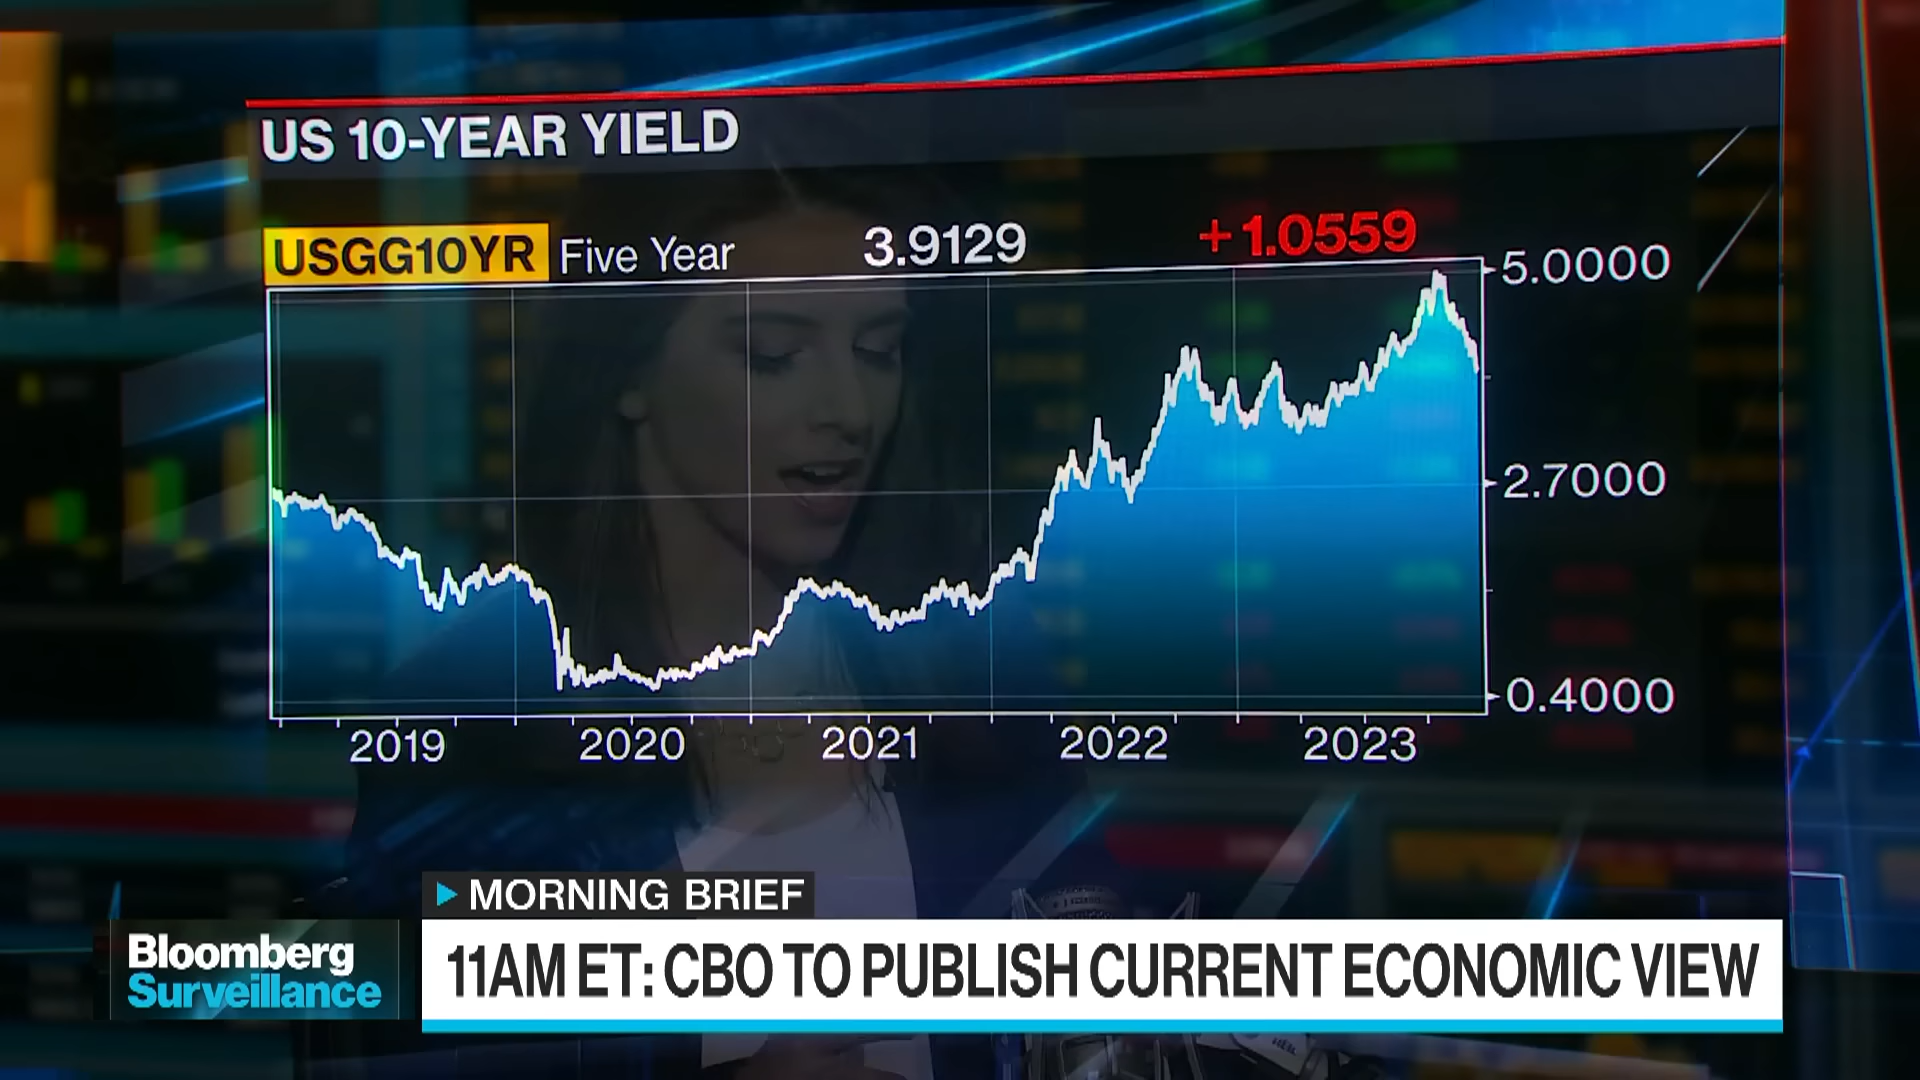 US 10-YEAR YIELD
USGG10YR Five Year 3.9129 +1.0559
5.0000
2.7000
0.4000
2019 2020 2021 2022 2023
MORNING BRIEF
Bloomberg
Surveillance
11AM ET: CBO TO PUBLISH CURRENT ECONOMIC VIEW